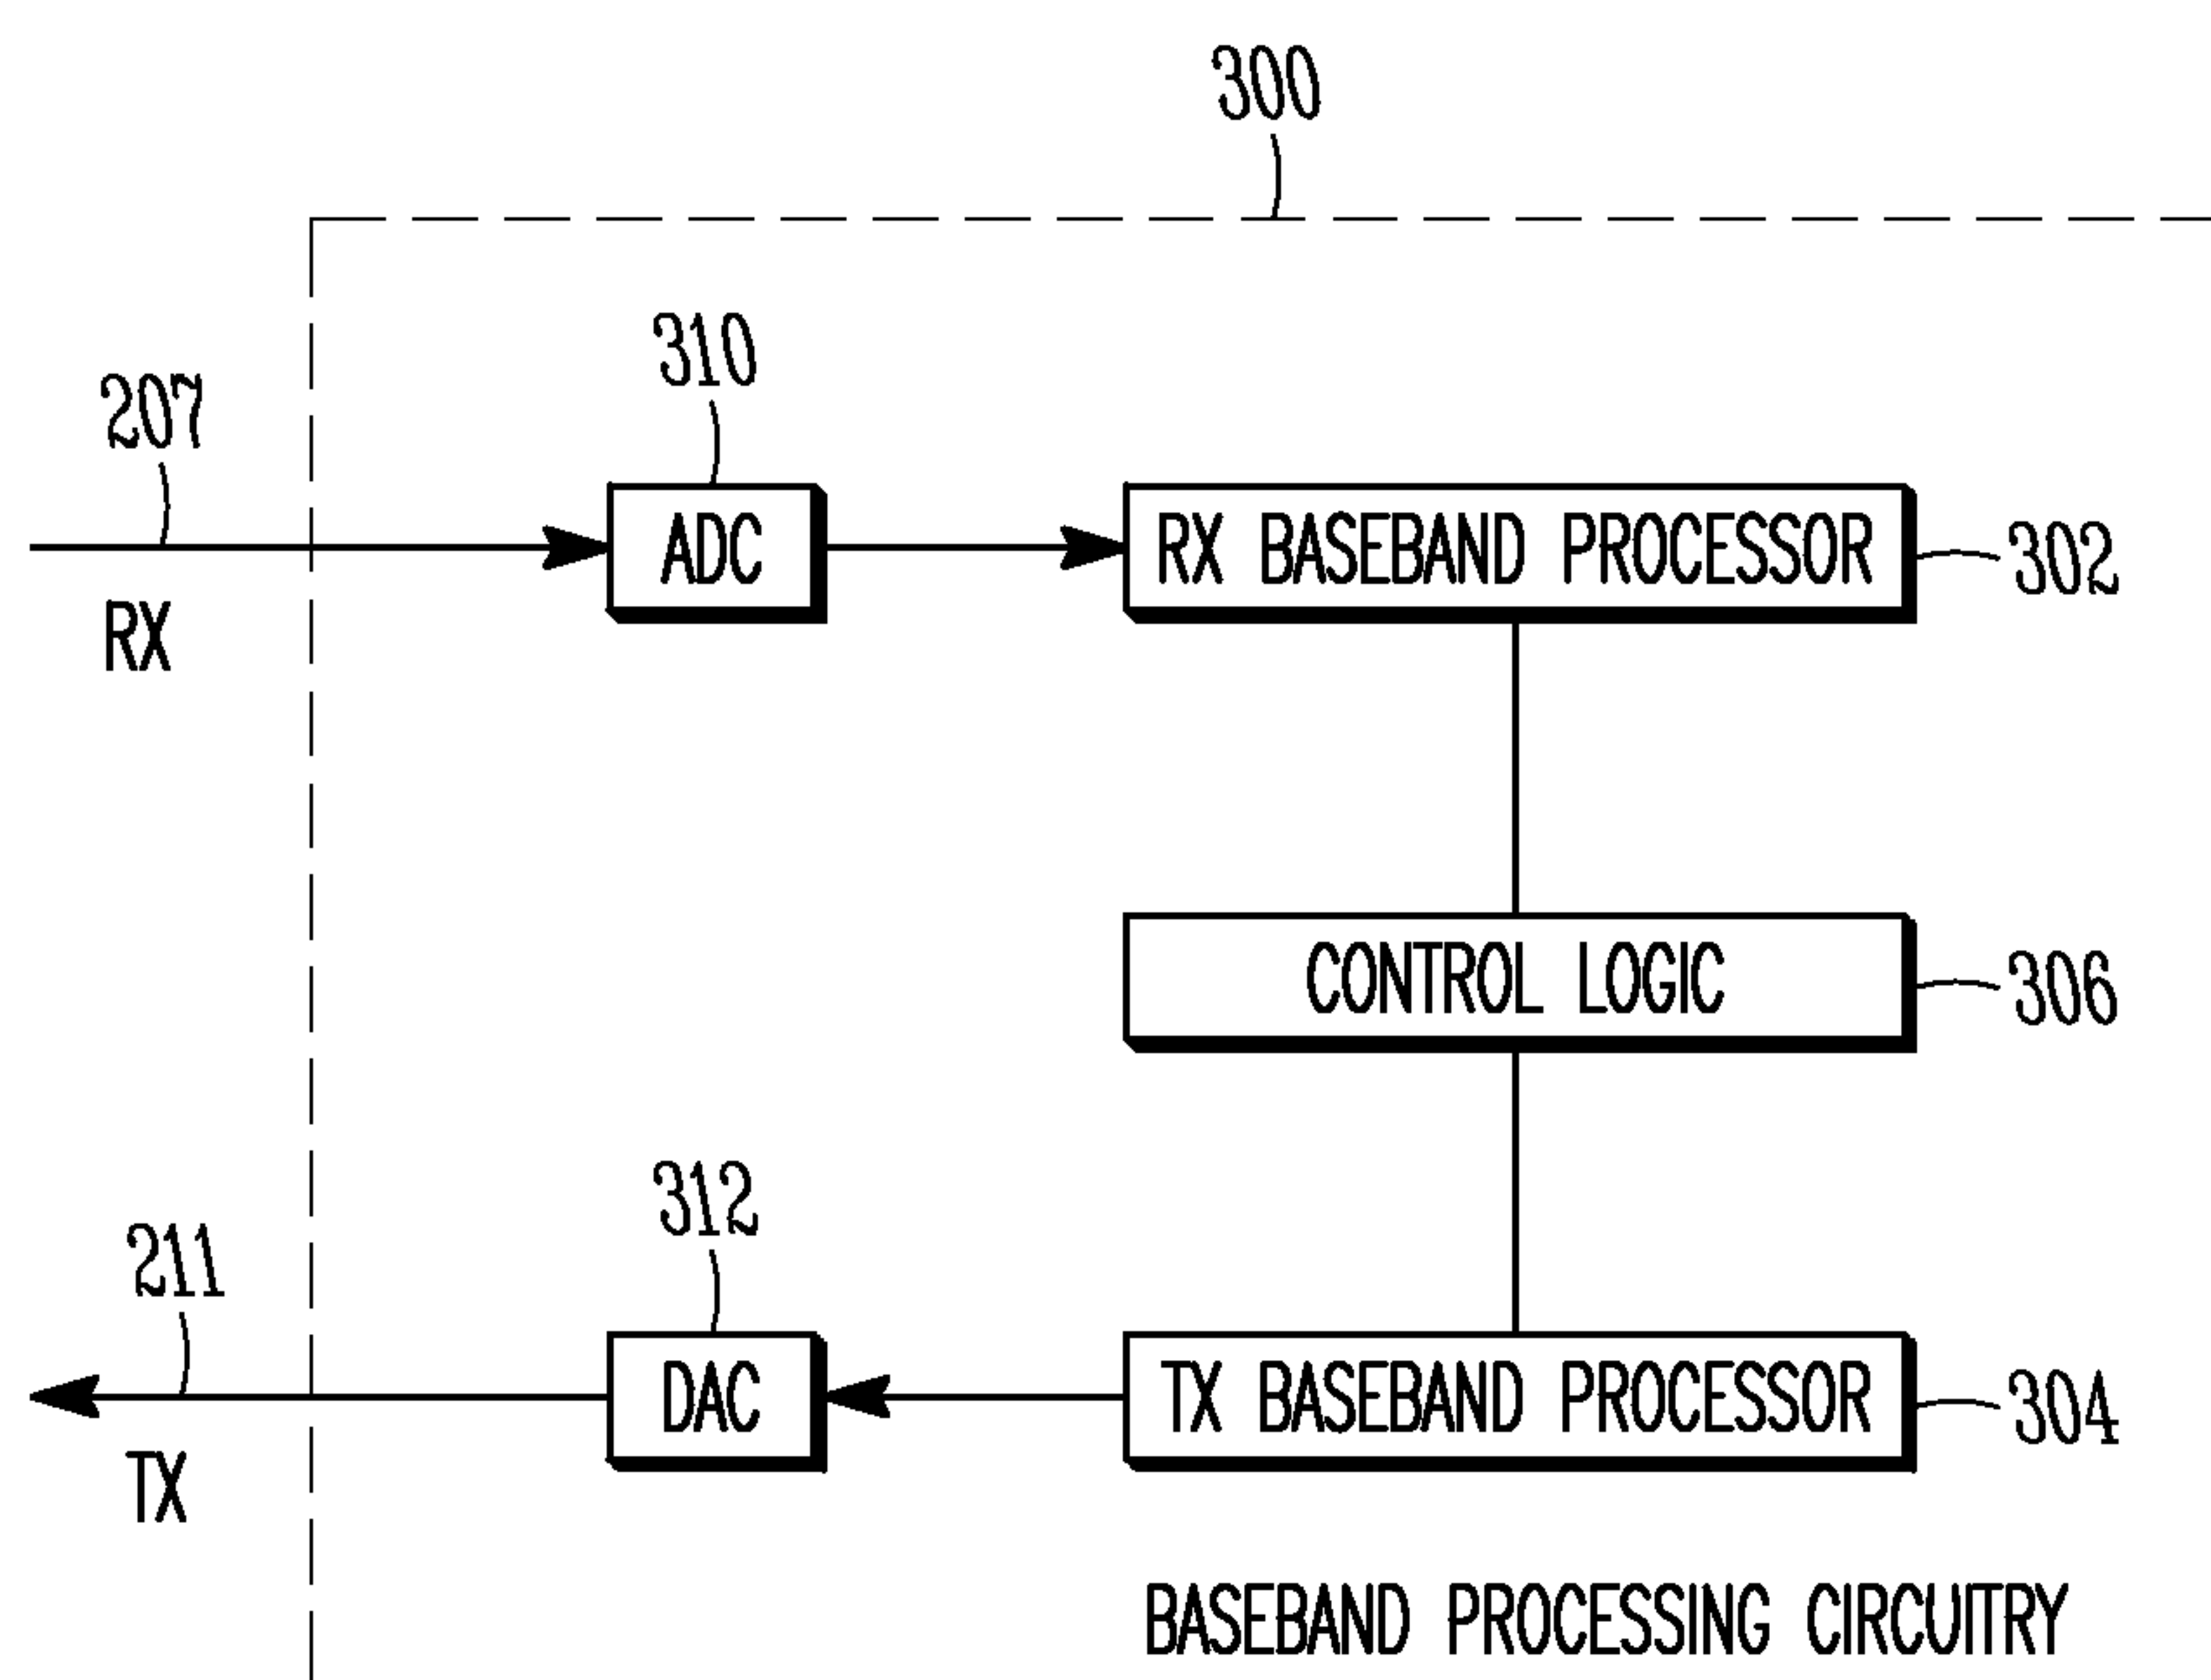 300
310
207
ADC
RX BASEBAND PROCESSOR
302
RX
CONTROL LOGIC
306
312
211
DAC
TX BASEBAND PROCESSOR
304
TX
BASEBAND PROCESSING CIRCUITRY